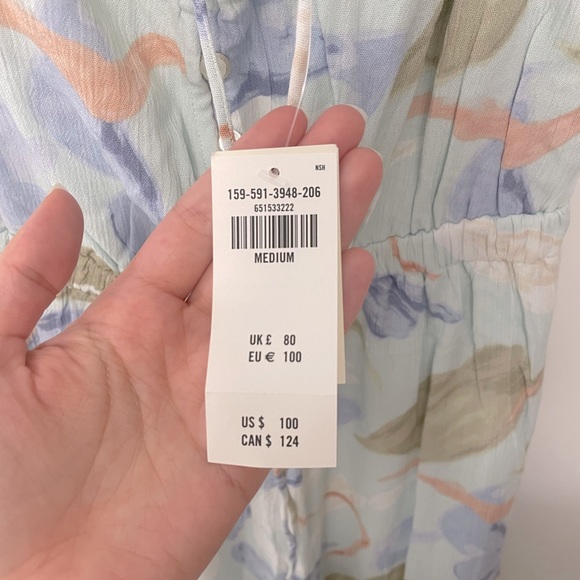 NSH
159-591-3948-206
651533222
MEDIUM
UK £ 80
EU € 100
US $ 100
CAN $ 124